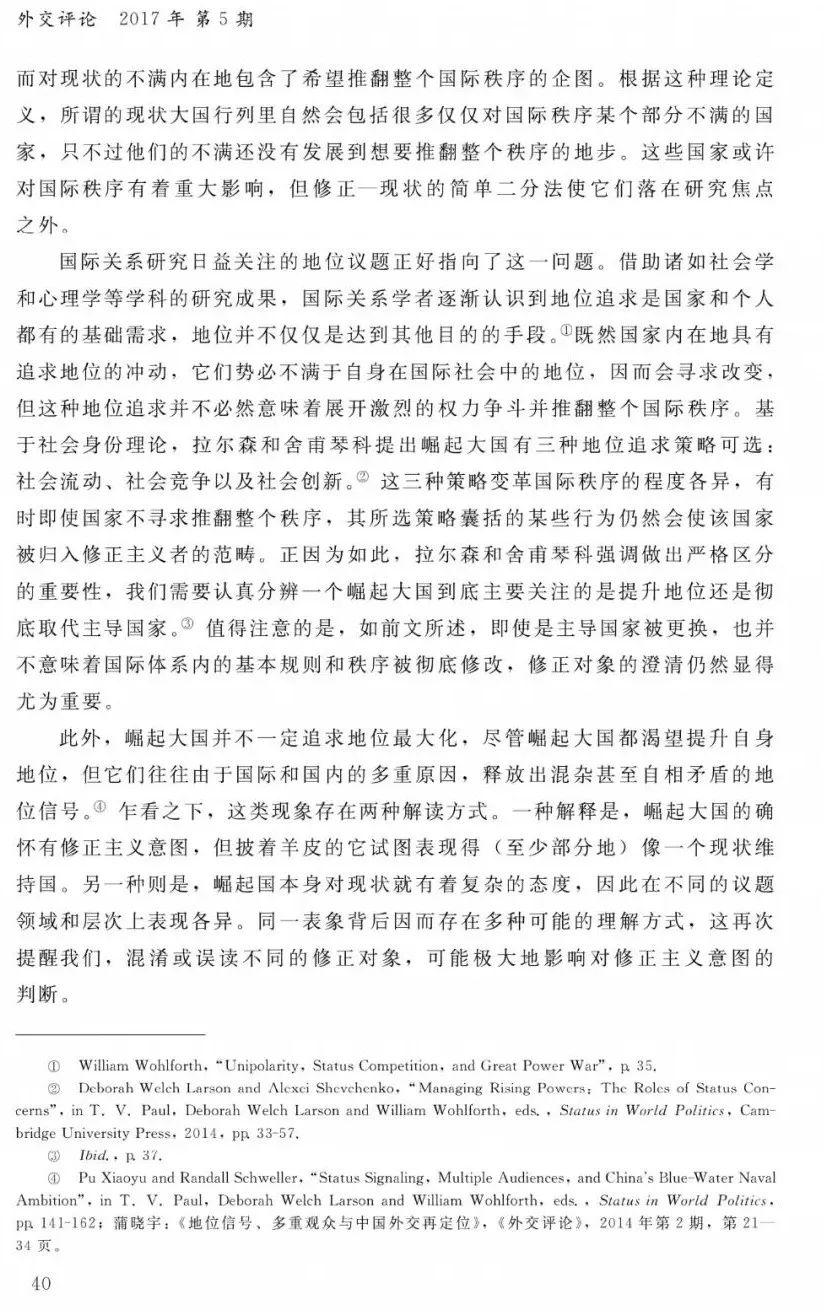 外交评论 2017 年 第 5 期
而对现状的不满内在地包含了希望推翻整个国际秩序的企图。根据这种理论定
义，所谓的现状大国行列里自然会包括很多仅仅对国际秩序某个部分不满的国
家，只不过他们的不满还没有发展到想要推翻整个秩序的地步。这些国家或许
对国际秩序有着重大影响，但修正—现状的简单二分法使它们落在研究焦点
之外。
国际关系研究日益关注的地位议题正好指向了这一问题。借助诸如社会学
和心理学等学科的研究成果，国际关系学者逐渐认识到地位追求是国家和个人
都有的基础需求，地位并不仅仅是达到其他目的的手段。①既然国家内在地具有
追求地位的冲动，它们势必不满于自身在国际社会中的地位，因而会寻求改变，
但这种地位追求并不必然意味着展开激烈的权力争斗并推翻整个国际秩序。基
于社会身份理论，拉尔森和舍甫琴科提出崛起大国有三种地位追求策略可选：
社会流动、社会竞争以及社会创新。② 这三种策略变革国际秩序的程度各异，有
时即使国家不寻求推翻整个秩序，其所选策略囊括的某些行为仍然会使该国家
被归入修正主义者的范畴。正因为如此，拉尔森和舍甫琴科强调做出严格区分
的重要性，我们需要认真分辨一个崛起大国到底主要关注的是提升地位还是彻
底取代主导国家。③ 值得注意的是，如前文所述，即使是主导国家被更换，也并
不意味着国际体系内的基本规则和秩序被彻底修改，修正对象的澄清仍然显得
尤为重要。
此外，崛起大国并不一定追求地位最大化，尽管崛起大国都渴望提升自身
地位，但它们往往由于国际和国内的多重原因，释放出混杂甚至自相矛盾的地
位信号。④ 乍看之下，这类现象存在两种解读方式。一种解释是，崛起大国的确
怀有修正主义意图，但披着羊皮的它试图表现得（至少部分地）像一个现状维
持国。另一种则是，崛起国本身对现状就有着复杂的态度，因此在不同的议题
领域和层次上表现各异。同一表象背后因而存在多种可能的理解方式，这再次
提醒我们，混淆或误读不同的修正对象，可能极大地影响对修正主义意图的
判断。
① William Wohlforth, “Unipolarity, Status Competition, and Great Power War”, p. 35.
② Deborah Welch Larson and Alexei Shevchenko, “Managing Rising Powers: The Roles of Status Con-
cerns”, in T. V. Paul, Deborah Welch Larson and William Wohlforth, eds., Status in World Politics, Cam-
bridge University Press, 2014, pp. 33-57.
③ Ibid., p. 37.
④ Pu Xiaoyu and Randall Schweller, “Status Signaling, Multiple Audiences, and China's Blue-Water Naval
Ambition”, in T. V. Paul, Deborah Welch Larson and William Wohlforth, eds., Status in World Politics,
pp. 141-162；蒲晓宇：《地位信号、多重观众与中国外交再定位》，《外交评论》，2014 年第 2 期，第 21—
34 页。
40